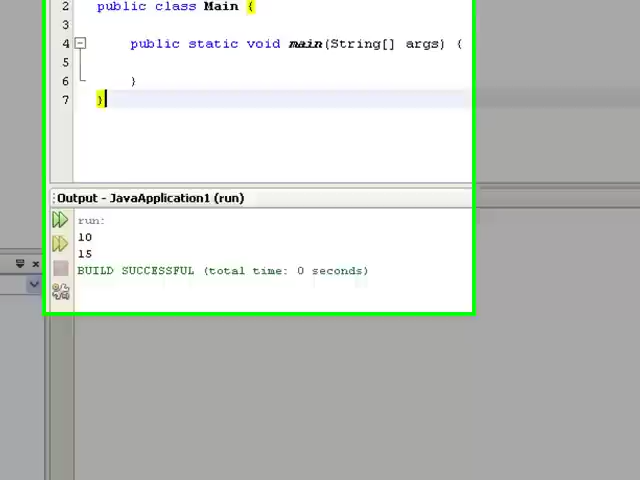 2 public class Main {
3
4 public static void main(String[] args) {
5
6 }
7 }
Output - JavaApplication1 (run)
run:
10
15
BUILD SUCCESSFUL (total time: 0 seconds)